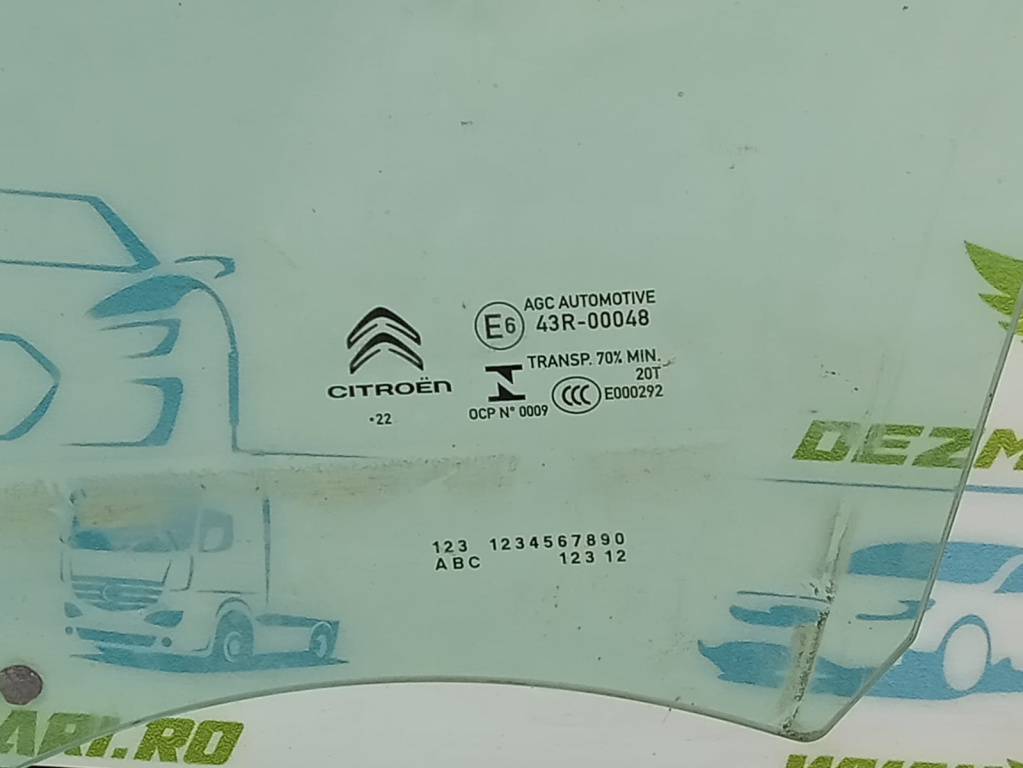 AGC AUTOMOTIVE
E6 43R-00048
TRANSP. 70% MIN.
20T
CITROËN
OCP N° 0009
CCC E000292
•22
DEZM
123 1234567890
ABC 123 12
ARI.RO